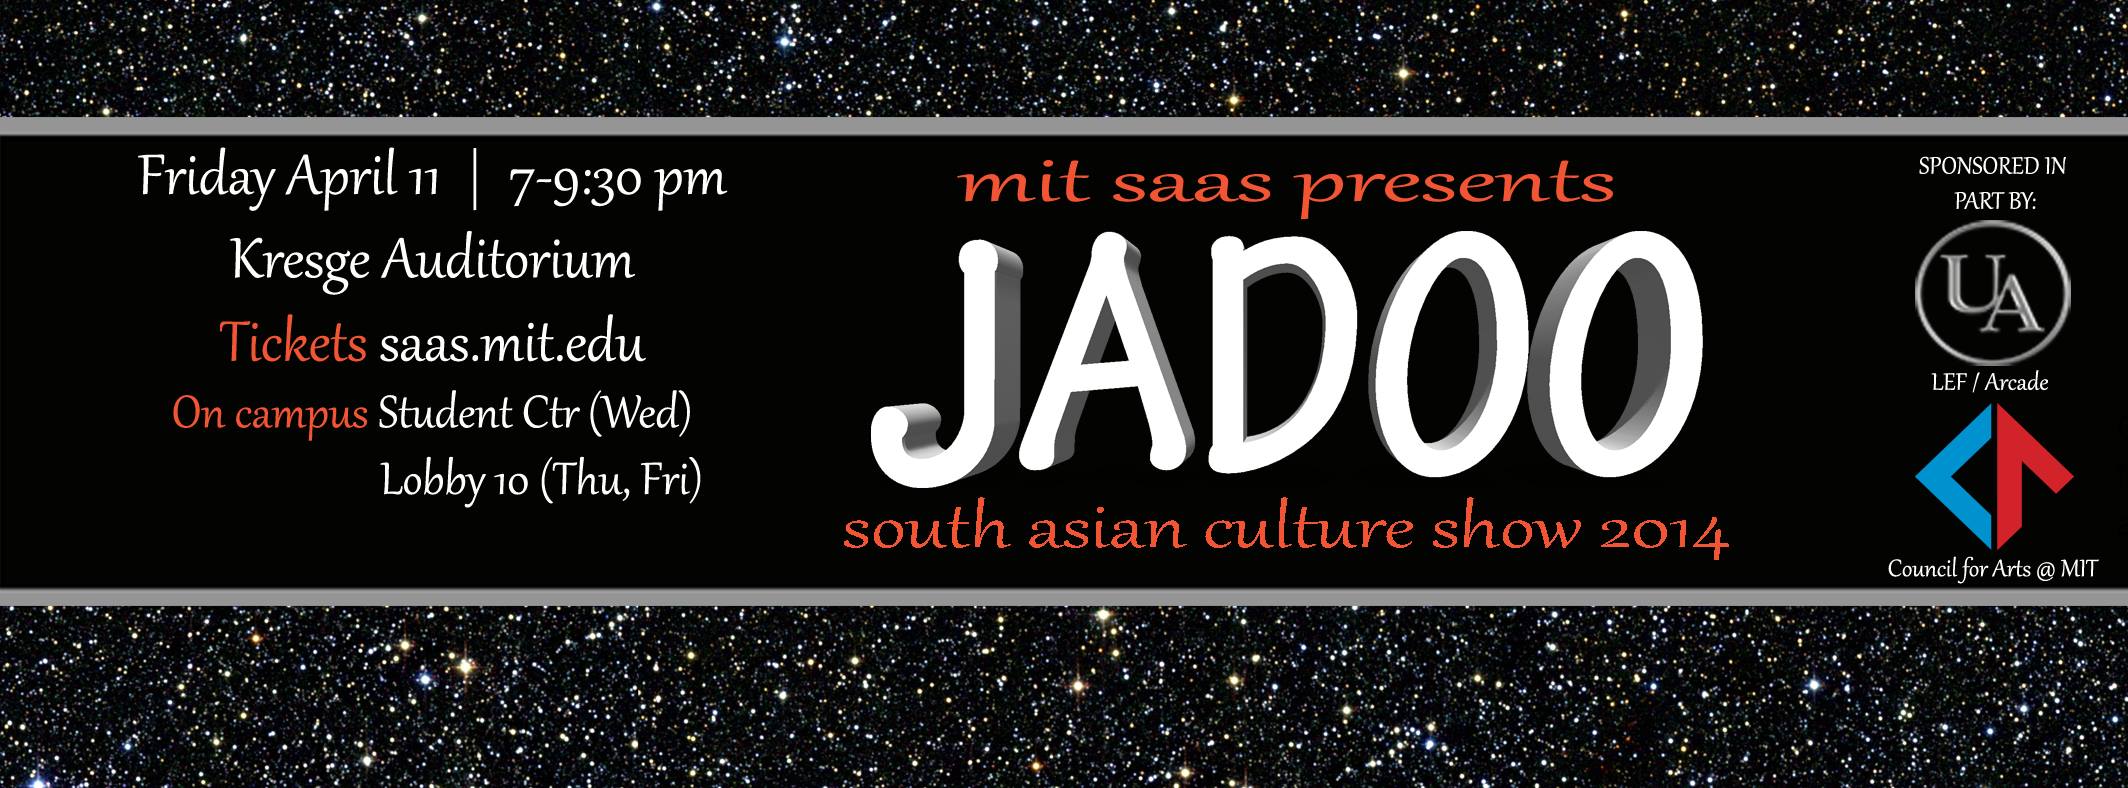 Friday April 11 | 7-9:30 pm
Kresge Auditorium
Tickets saas.mit.edu
On campus Student Ctr (Wed)
Lobby 10 (Thu, Fri)
mit saas presents
JADOO
south asian culture show 2014
SPONSORED IN
PART BY:
UA
LEF / Arcade
Council for Arts @ MIT